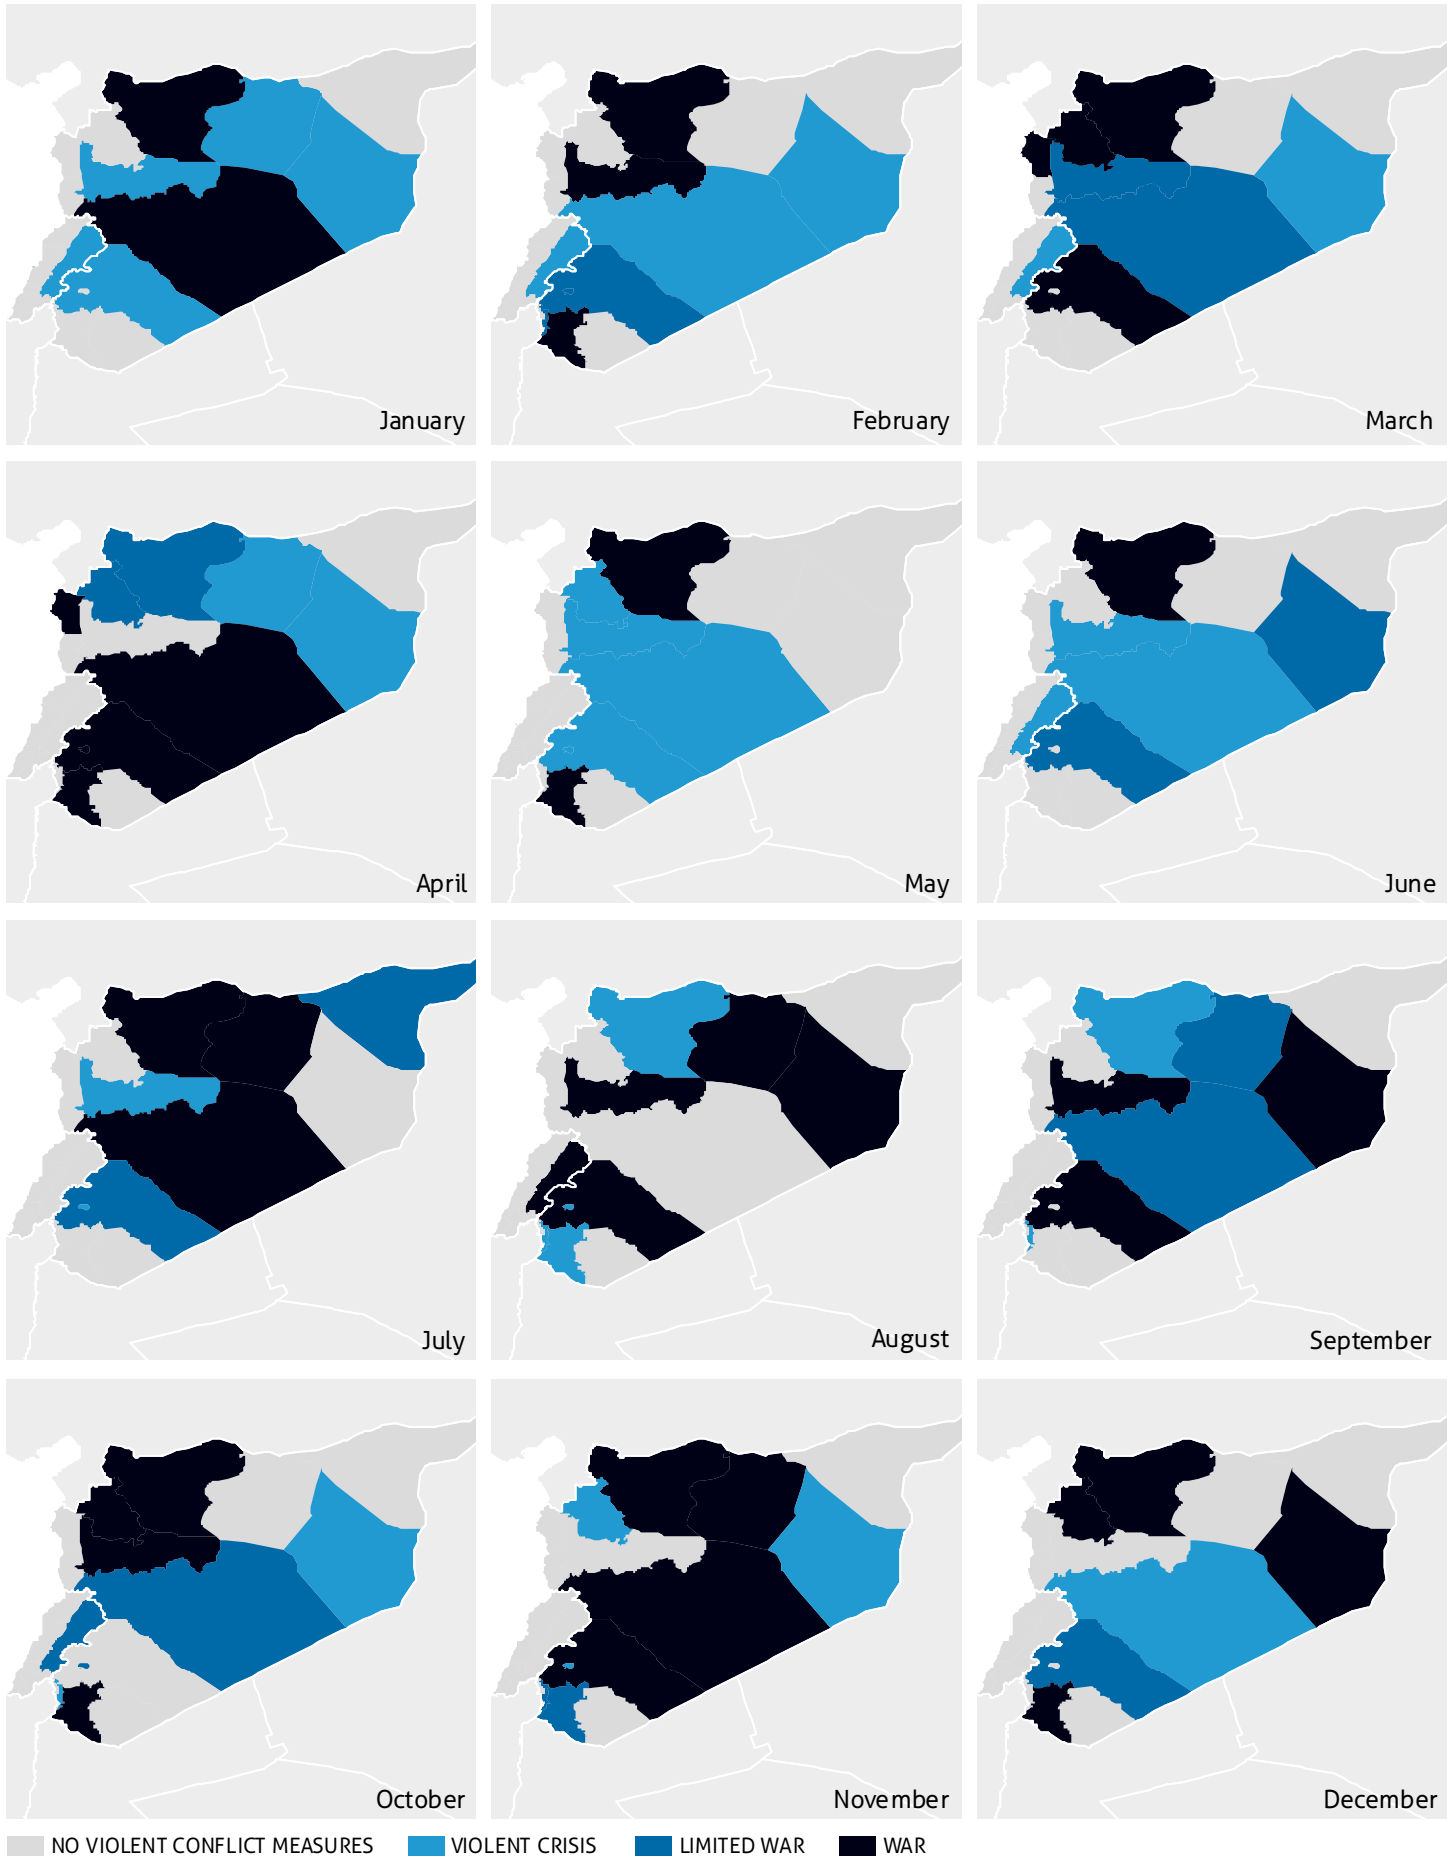 January
February
March
April
May
June
July
August
September
October
November
December
NO VIOLENT CONFLICT MEASURES
VIOLENT CRISIS
LIMITED WAR
WAR